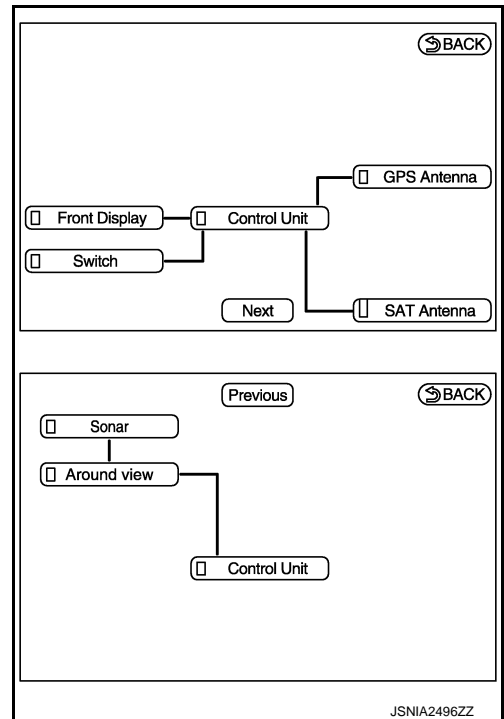 BACK
GPS Antenna
Front Display
Control Unit
Switch
Next
SAT Antenna
Previous
BACK
Sonar
Around view
Control Unit
JSNIA2496ZZ